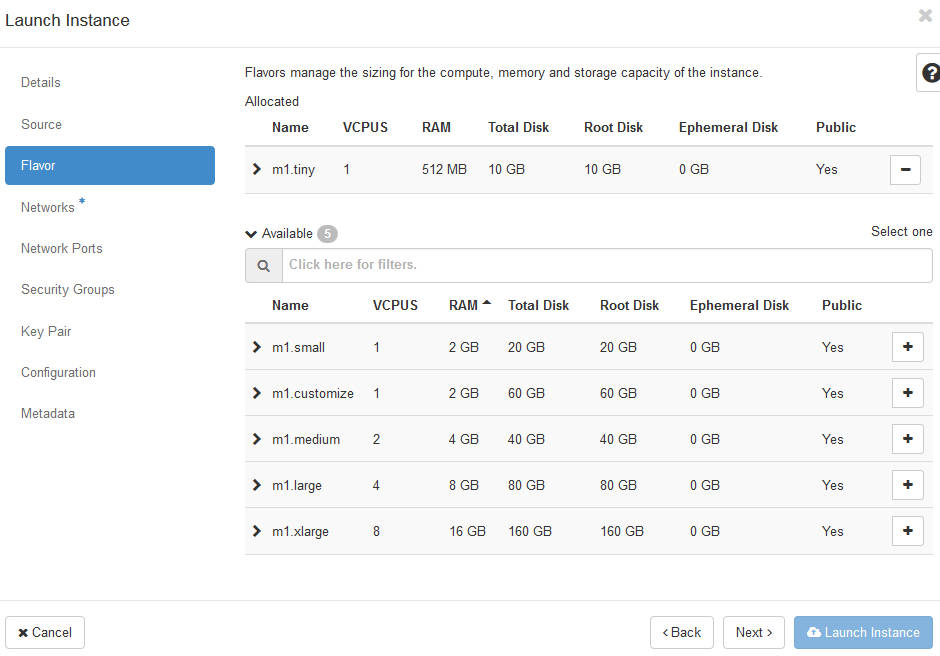 Launch Instance
Details
Source
Flavor
Networks *
Network Ports
Security Groups
Key Pair
Configuration
Metadata
Flavors manage the sizing for the compute, memory and storage capacity of the instance.
Allocated
Name VCPUS RAM Total Disk Root Disk Ephemeral Disk Public
m1.tiny 1 512 MB 10 GB 10 GB 0 GB Yes
Available 5 Select one
Click here for filters.
Name VCPUS RAM Total Disk Root Disk Ephemeral Disk Public
m1.small 1 2 GB 20 GB 20 GB 0 GB Yes
m1.customize 1 2 GB 60 GB 60 GB 0 GB Yes
m1.medium 2 4 GB 40 GB 40 GB 0 GB Yes
m1.large 4 8 GB 80 GB 80 GB 0 GB Yes
m1.xlarge 8 16 GB 160 GB 160 GB 0 GB Yes
Cancel < Back Next > Launch Instance